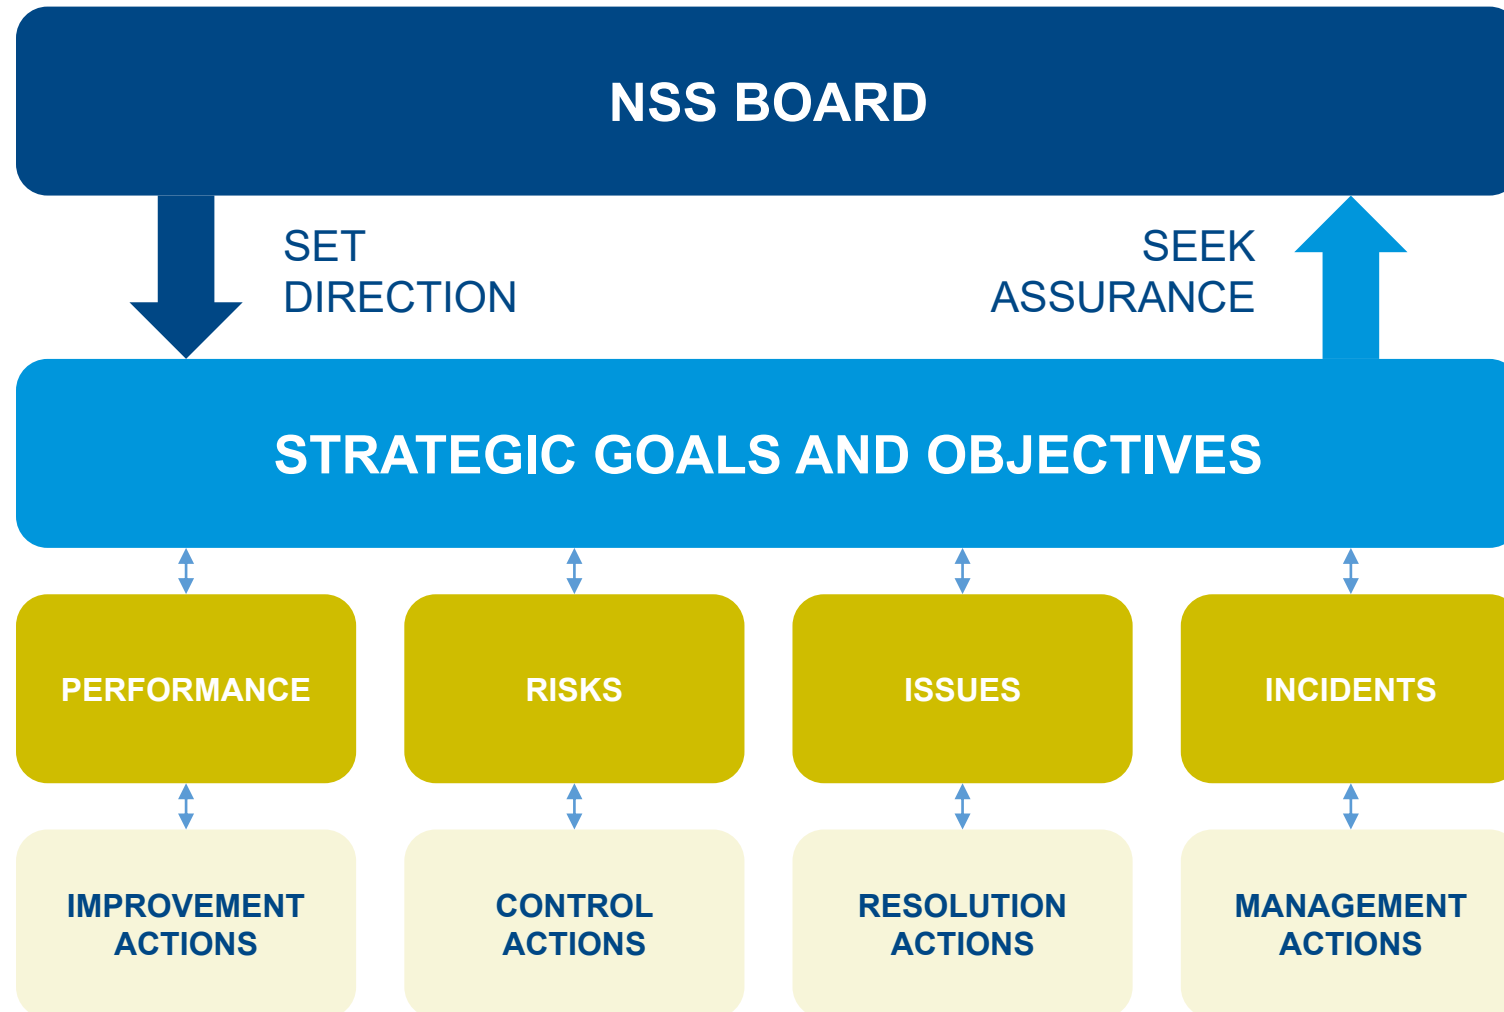 NSS BOARD
SET
DIRECTION
SEEK
ASSURANCE
STRATEGIC GOALS AND OBJECTIVES
PERFORMANCE
RISKS
ISSUES
INCIDENTS
IMPROVEMENT
ACTIONS
CONTROL
ACTIONS
RESOLUTION
ACTIONS
MANAGEMENT
ACTIONS